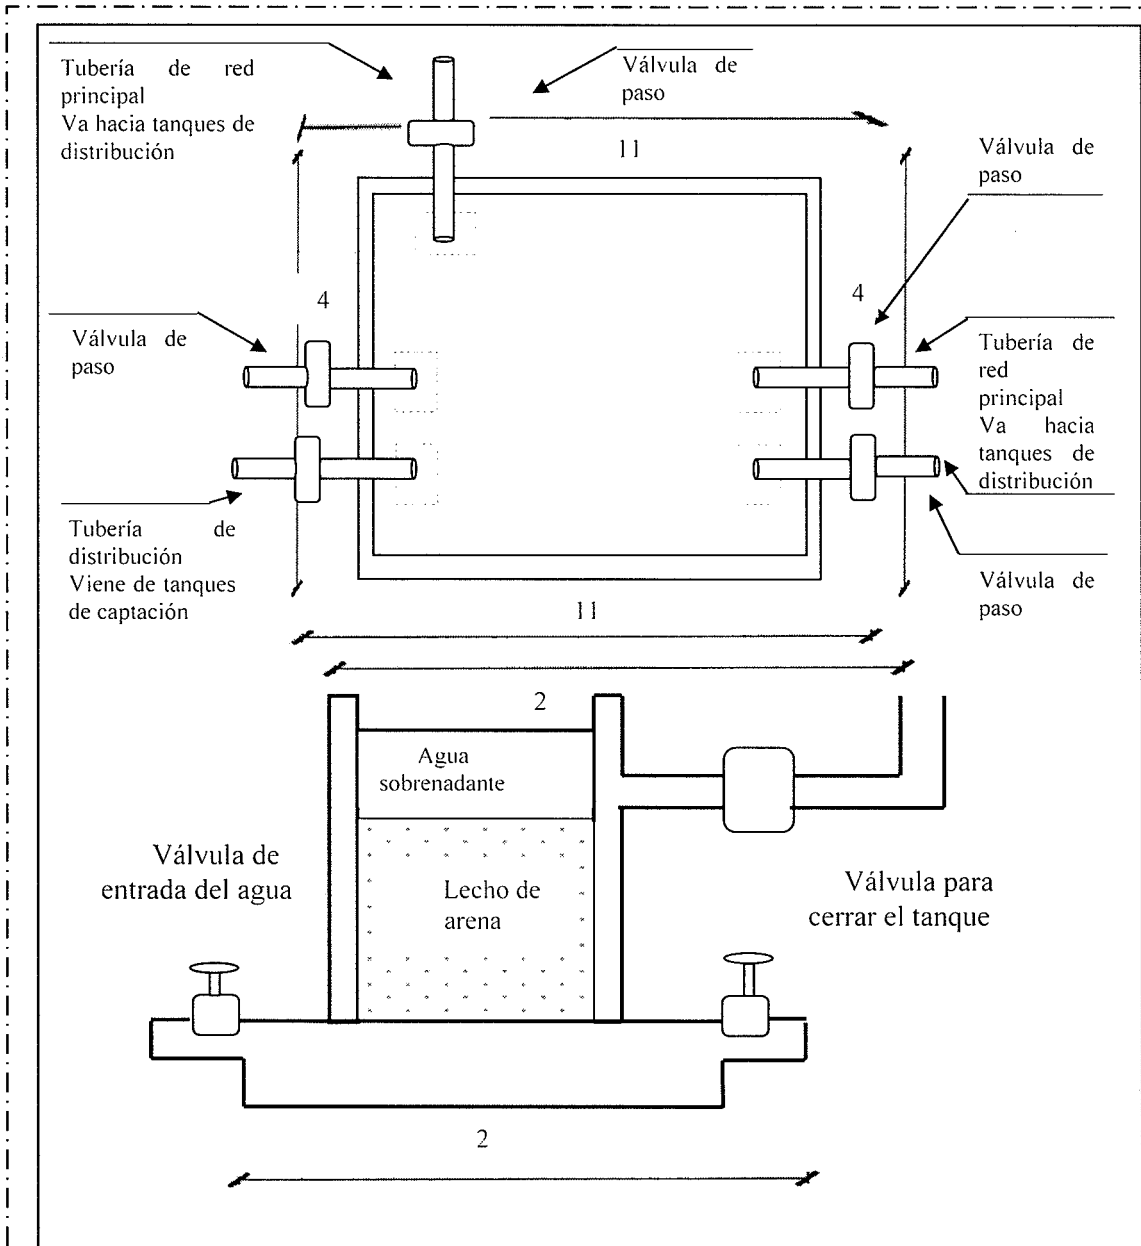 Tubería de red
principal
Va hacia tanques de
distribución
Válvula de
paso
11
Válvula de
paso
4
4
Válvula de
paso
Tubería de
red
principal
Va hacia
tanques de
distribución
Tubería de
distribución
Viene de tanques
de captación
Válvula de
paso
11
2
Agua
sobrenadante
Válvula de
entrada del agua
Lecho de
arena
Válvula para
cerrar el tanque
2